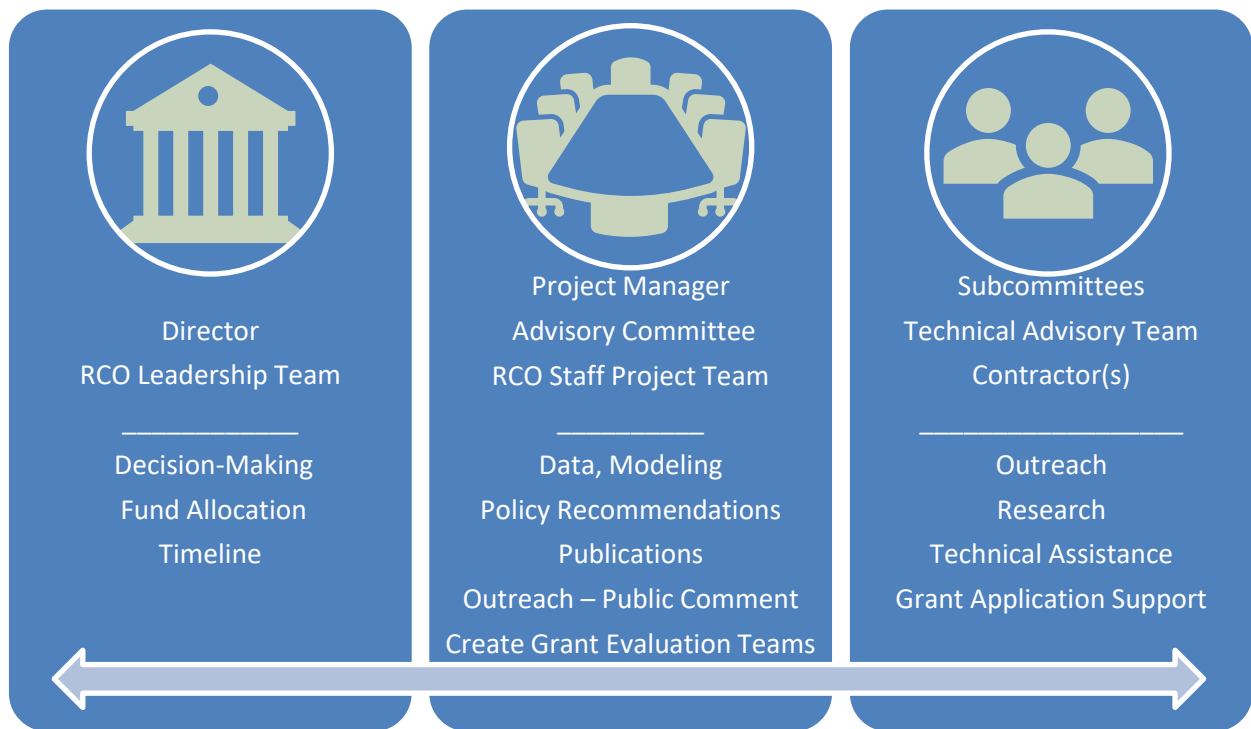 Director
RCO Leadership Team
____________
Decision-Making
Fund Allocation
Timeline
Project Manager
Advisory Committee
RCO Staff Project Team
__________
Data, Modeling
Policy Recommendations
Publications
Outreach – Public Comment
Create Grant Evaluation Teams
Subcommittees
Technical Advisory Team
Contractor(s)
__________________
Outreach
Research
Technical Assistance
Grant Application Support